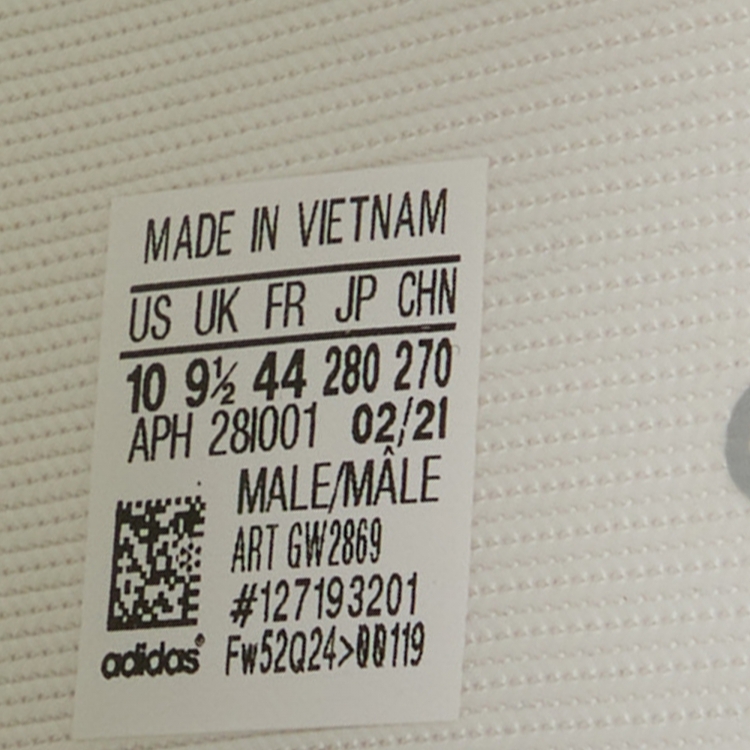 MADE IN VIETNAM
US UK FR JP CHN
10 9½ 44 280 270
APH 28I001 02/21
MALE/MÂLE
ART GW2869
#127193201
Fw52Q24>00119
adidas®